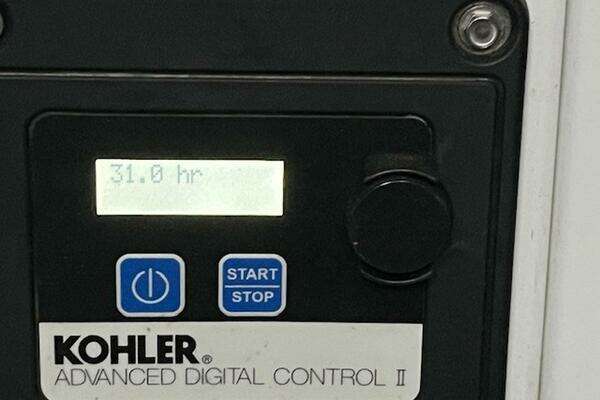 31.0 hr
START
STOP
KOHLER®
ADVANCED DIGITAL CONTROL II